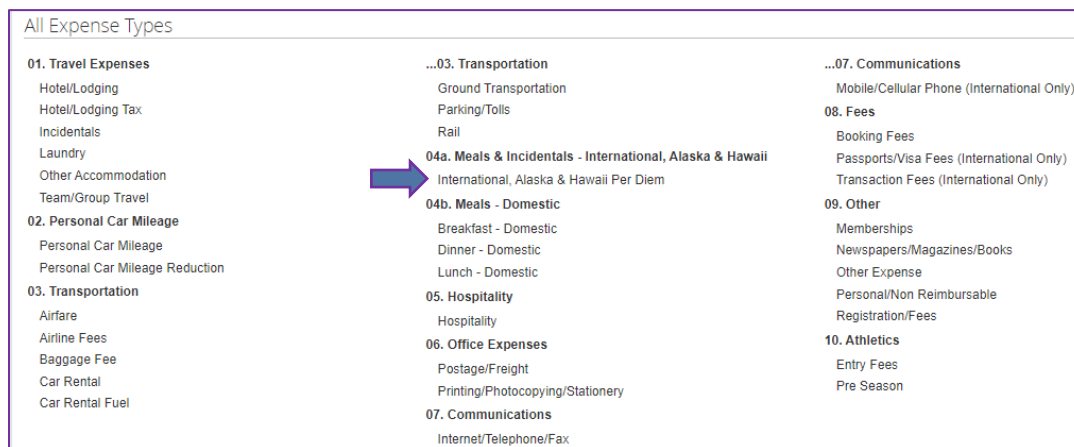 All Expense Types
01. Travel Expenses
Hotel/Lodging
Hotel/Lodging Tax
Incidentals
Laundry
Other Accommodation
Team/Group Travel
02. Personal Car Mileage
Personal Car Mileage
Personal Car Mileage Reduction
03. Transportation
Airfare
Airline Fees
Baggage Fee
Car Rental
Car Rental Fuel
...03. Transportation
Ground Transportation
Parking/Tolls
Rail
04a. Meals & Incidentals - International, Alaska & Hawaii
International, Alaska & Hawaii Per Diem
04b. Meals - Domestic
Breakfast - Domestic
Dinner - Domestic
Lunch - Domestic
05. Hospitality
Hospitality
06. Office Expenses
Postage/Freight
Printing/Photocopying/Stationery
07. Communications
Internet/Telephone/Fax
...07. Communications
Mobile/Cellular Phone (International Only)
08. Fees
Booking Fees
Passports/Visa Fees (International Only)
Transaction Fees (International Only)
09. Other
Memberships
Newspapers/Magazines/Books
Other Expense
Personal/Non Reimbursable
Registration/Fees
10. Athletics
Entry Fees
Pre Season